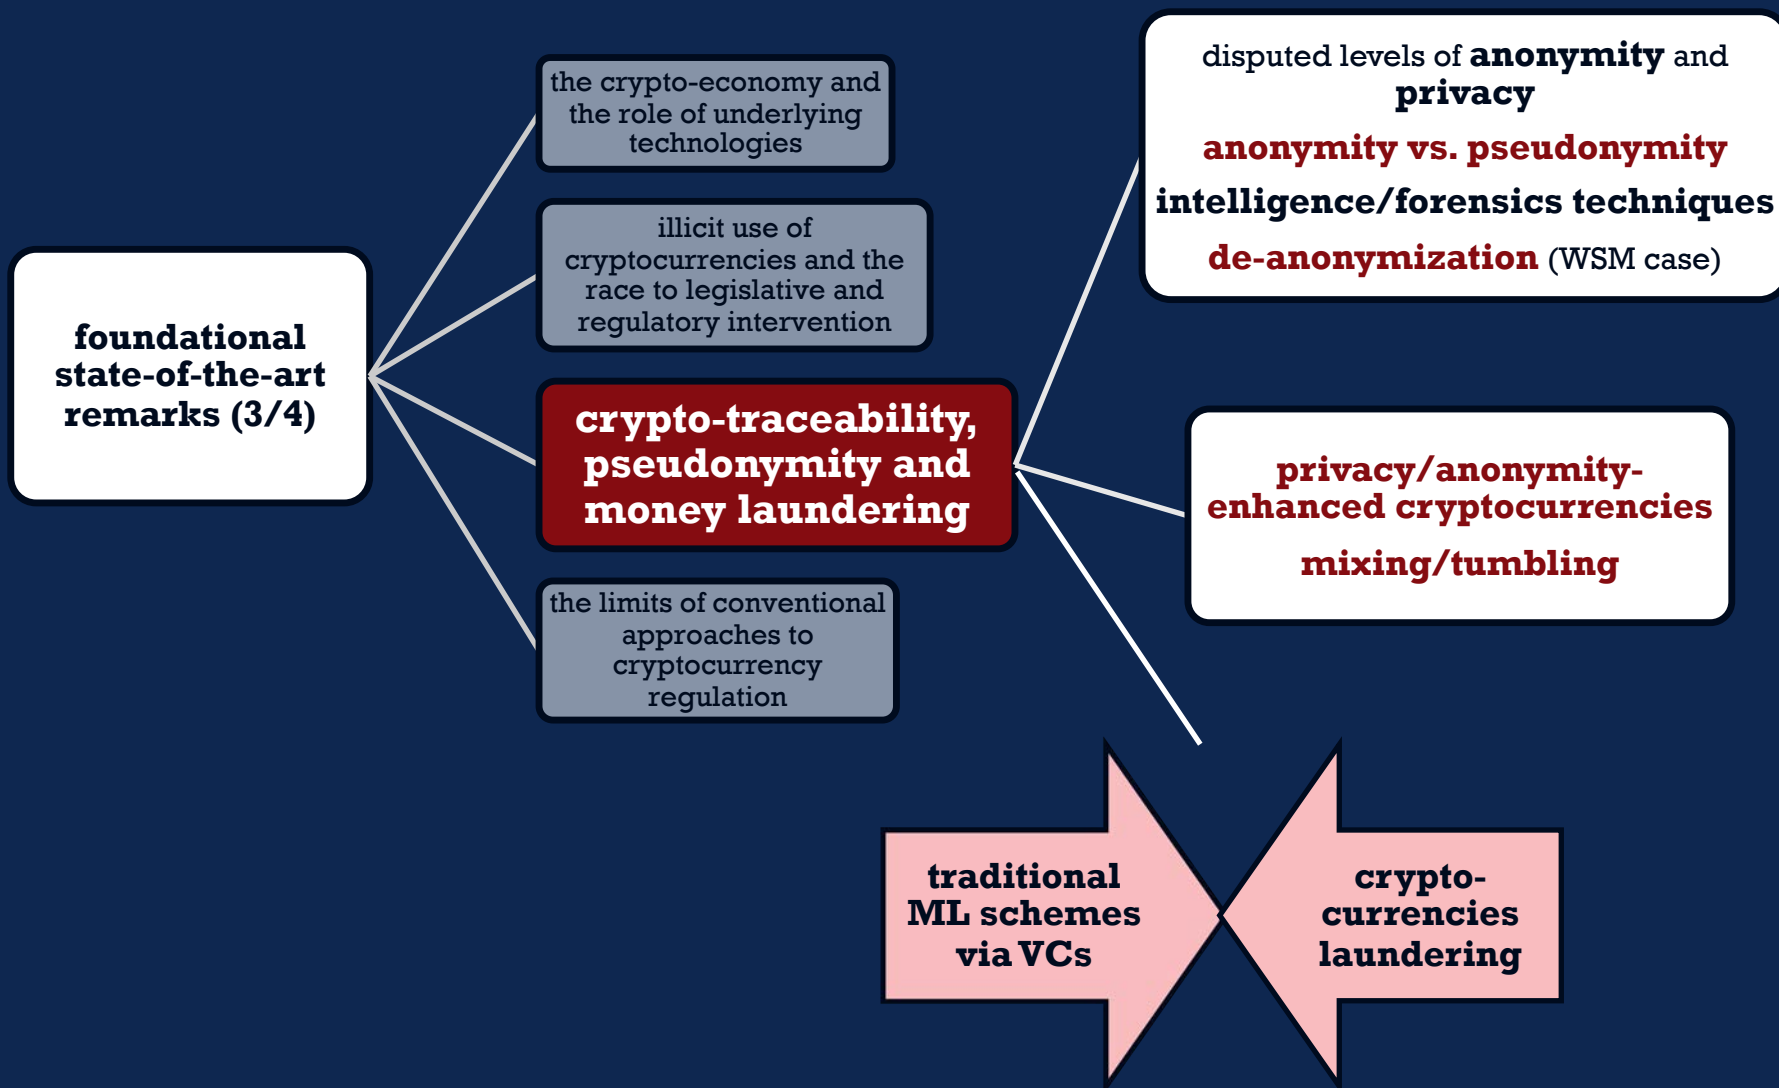 foundational
state-of-the-art
remarks (3/4)
the crypto-economy and
the role of underlying
technologies
illicit use of
cryptocurrencies and the
race to legislative and
regulatory intervention
crypto-traceability,
pseudonymity and
money laundering
the limits of conventional
approaches to
cryptocurrency
regulation
disputed levels of anonymity and
privacy
anonymity vs. pseudonymity
intelligence/forensics techniques
de-anonymization (WSM case)
privacy/anonymity-
enhanced cryptocurrencies
mixing/tumbling
traditional
ML schemes
via VCs
crypto-
currencies
laundering